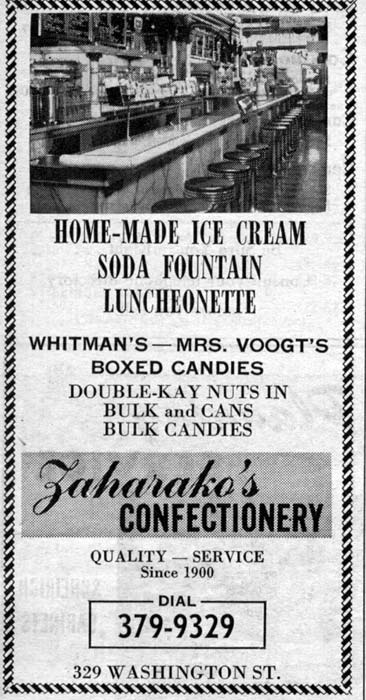 HOME-MADE ICE CREAM
SODA FOUNTAIN
LUNCHEONETTE
WHITMAN'S — MRS. VOOGT'S
BOXED CANDIES
DOUBLE-KAY NUTS IN
BULK and CANS
BULK CANDIES
Zaharako's
CONFECTIONERY
QUALITY — SERVICE
Since 1900
DIAL
379-9329
329 WASHINGTON ST.